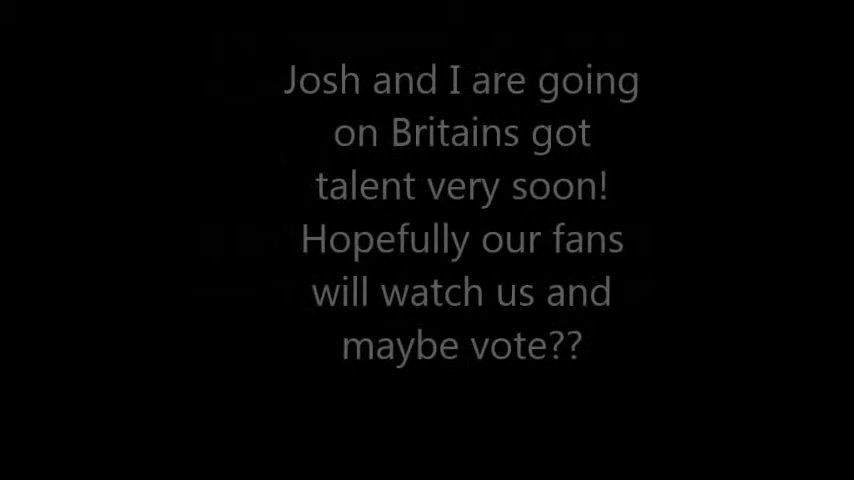 Josh and I are going
on Britains got
talent very soon!
Hopefully our fans
will watch us and
maybe vote??